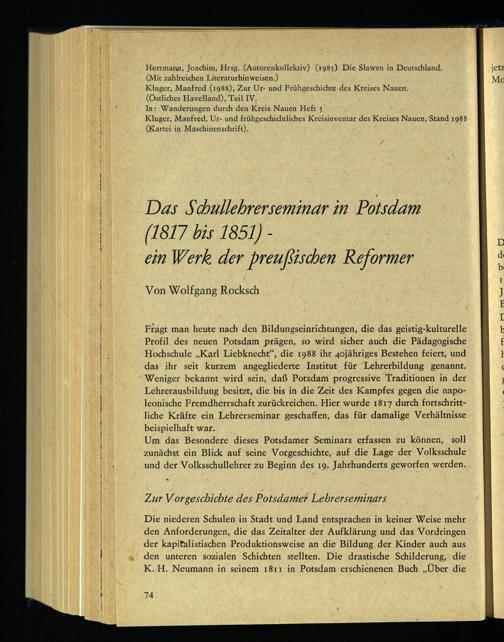 Herrmann, Joachim, Hrsg. (Autorenkollektiv) (1985) Die Slawen in Deutschland.
(Mit zahlreichen Literaturhinweisen.)
Kluger, Manfred (1988), Zur Ur- und Frühgeschichte des Kreises Nauen.
(Östliches Havelland), Teil IV.
In: Wanderungen durch den Kreis Nauen Heft 5
Kluger, Manfred, Ur- und frühgeschichtliches Kreisinventar des Kreises Nauen, Stand 1988
(Kartei in Maschinenschrift).
Das Schullehrerseminar in Potsdam
(1817 bis 1851) -
ein Werk der preußischen Reformer
Von Wolfgang Rocksch
Fragt man heute nach den Bildungseinrichtungen, die das geistig-kulturelle
Profil des neuen Potsdam prägen, so wird sicher auch die Pädagogische
Hochschule „Karl Liebknecht“, die 1988 ihr 40jähriges Bestehen feiert, und
das ihr seit kurzem angegliederte Institut für Lehrerbildung genannt.
Weniger bekannt wird sein, daß Potsdam progressive Traditionen in der
Lehrerausbildung besitzt, die bis in die Zeit des Kampfes gegen die napo-
leonische Fremdherrschaft zurückreichen. Hier wurde 1817 durch fortschritt-
liche Kräfte ein Lehrerseminar geschaffen, das für damalige Verhältnisse
beispielhaft war.
Um das Besondere dieses Potsdamer Seminars erfassen zu können, soll
zunächst ein Blick auf seine Vorgeschichte, auf die Lage der Volksschule
und der Volksschullehrer zu Beginn des 19. Jahrhunderts geworfen werden.
Zur Vorgeschichte des Potsdamer Lehrerseminars
Die niederen Schulen in Stadt und Land entsprachen in keiner Weise mehr
den Anforderungen, die das Zeitalter der Aufklärung und das Vordringen
der kapitalistischen Produktionsweise an die Bildung der Kinder auch aus
den unteren sozialen Schichten stellten. Die drastische Schilderung, die
K. H. Neumann in seinem 1811 in Potsdam erschienenen Buch „Über die
74